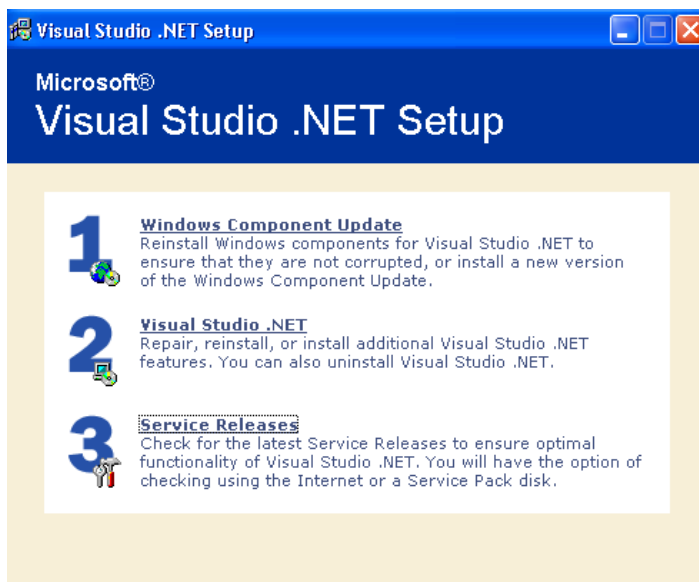 Visual Studio .NET Setup
Microsoft®
Visual Studio .NET Setup
1
Windows Component Update
Reinstall Windows components for Visual Studio .NET to
ensure that they are not corrupted, or install a new version
of the Windows Component Update.
2
Visual Studio .NET
Repair, reinstall, or install additional Visual Studio .NET
features. You can also uninstall Visual Studio .NET.
3
Service Releases
Check for the latest Service Releases to ensure optimal
functionality of Visual Studio .NET. You will have the option of
checking using the Internet or a Service Pack disk.